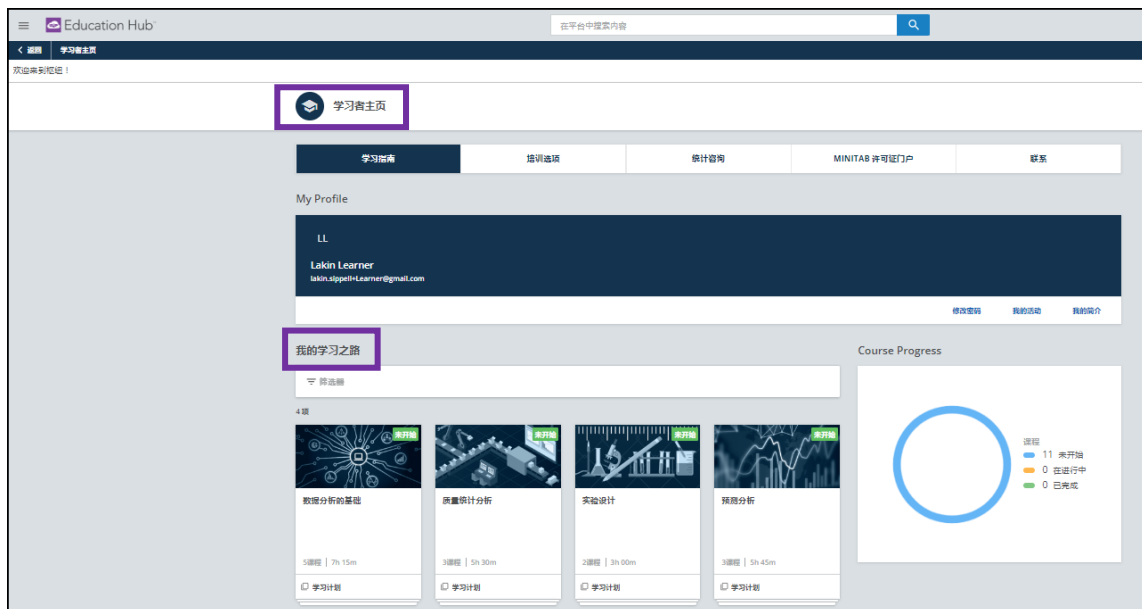 Education Hub
在平台中搜索内容
返回 学习者主页
欢迎来到枢纽！
学习者主页
学习指南 培训选项 统计咨询 MINITAB 许可证门户 联系
My Profile
LL
Lakin Learner
lakin.sippell+Learner@gmail.com
修改密码 我的活动 我的简介
我的学习之路
Course Progress
筛选器
4 项
未开始 未开始 未开始 未开始
课程
11 未开始
0 在进行中
0 已完成
数据分析的基础 质量统计分析 实验设计 预测分析
5课程 | 7h 15m 3课程 | 5h 30m 2课程 | 3h 00m 3课程 | 5h 45m
学习计划 学习计划 学习计划 学习计划